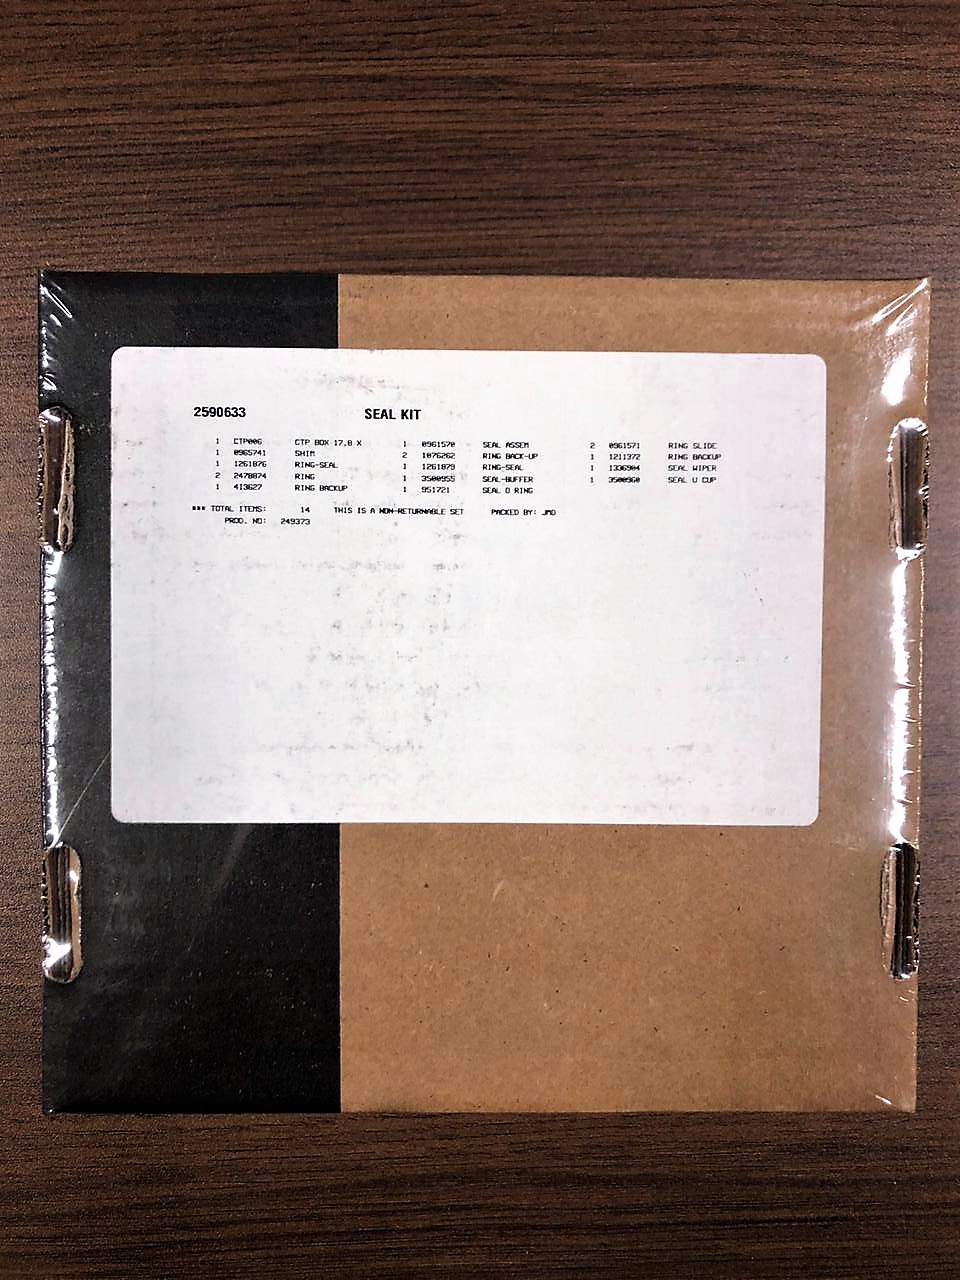 2590633 SEAL KIT
1 CTP006 CTP BOX 17,8 X 1 0961570 SEAL ASSEM 2 0961571 RING SLIDE
1 0965741 SHIM 2 1076262 RING BACK-UP 1 1211372 RING BACKUP
1 1261876 RING-SEAL 1 1261879 RING-SEAL 1 1336904 SEAL WIPER
2 2478874 RING 1 3500955 SEAL-BUFFER 1 3500960 SEAL U CUP
1 413627 RING BACKUP 1 951721 SEAL O RING
*** TOTAL ITEMS: 14 THIS IS A NON-RETURNABLE SET PACKED BY: JMD
PROD. NO: 249373